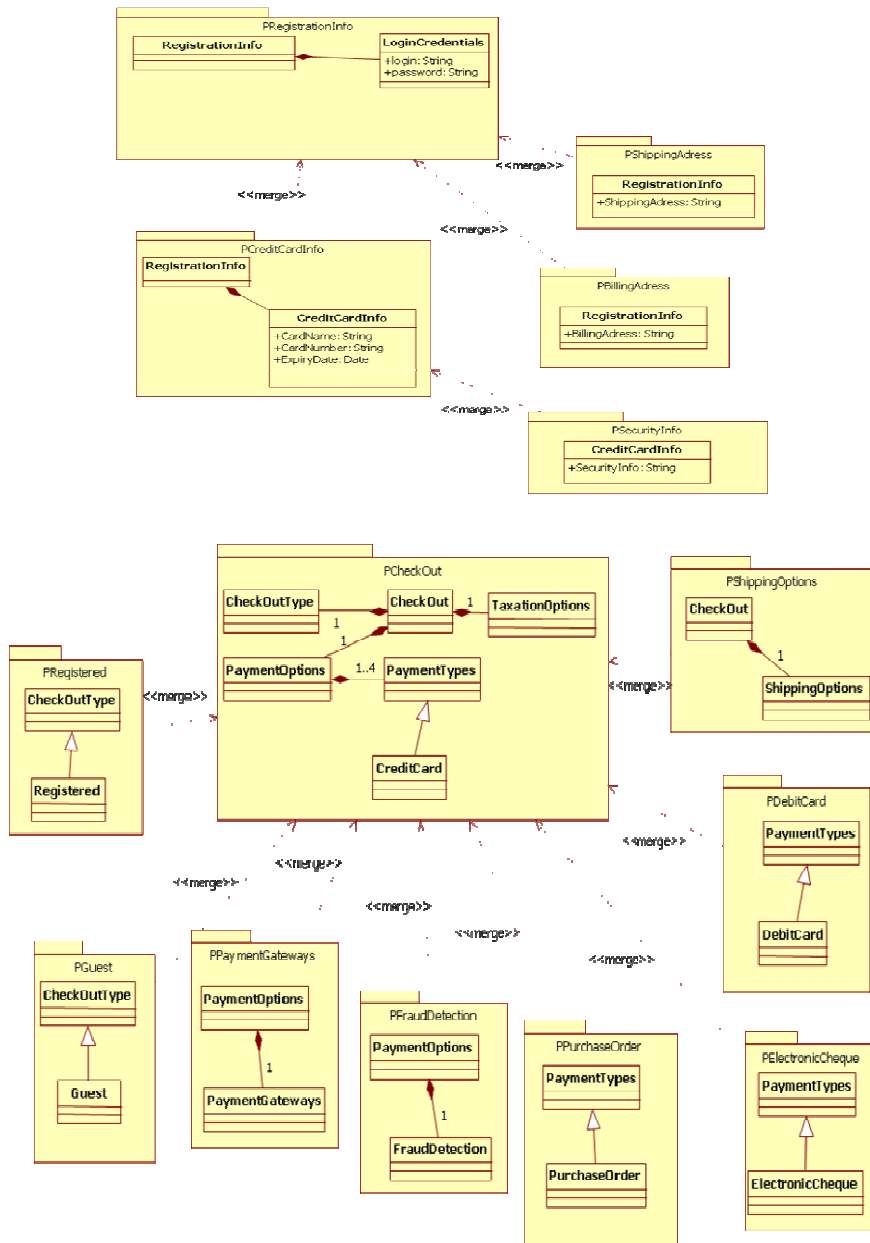 PRegistrationInfo
RegistrationInfo
LoginCredentials
+login: String
+password: String
<<merge>>
<<merge>>
<<merge>>
PShippingAdress
RegistrationInfo
+ShippingAdress: String
PCreditCardInfo
RegistrationInfo
CreditCardInfo
+CardName: String
+CardNumber: String
+ExpiryDate: Date
PBillingAdress
RegistrationInfo
+BillingAdress: String
<<merge>>
PSecurityInfo
CreditCardInfo
+SecurityInfo: String
PCheckOut
CheckOutType
CheckOut
TaxationOptions
1
1
1
PaymentOptions
1..4
PaymentTypes
CreditCard
PShippingOptions
CheckOut
1
ShippingOptions
PRegistered
CheckOutType
Registered
<<merge>>
<<merge>>
PDebitCard
PaymentTypes
DebitCard
<<merge>>
<<merge>>
<<merge>>
<<merge>>
<<merge>>
<<merge>>
PGuest
CheckOutType
Guest
PPaymentGateways
PaymentOptions
1
PaymentGateways
PFraudDetection
PaymentOptions
1
FraudDetection
PPurchaseOrder
PaymentTypes
PurchaseOrder
PElectronicCheque
PaymentTypes
ElectronicCheque